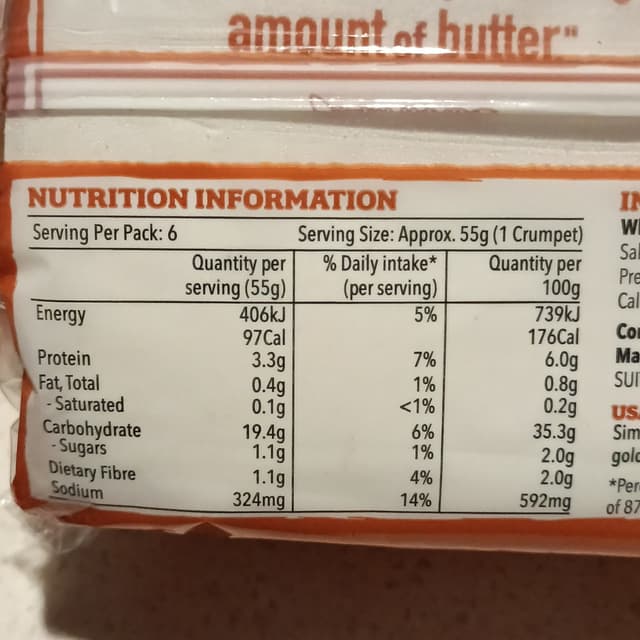 amount of butter"
NUTRITION INFORMATION
Serving Per Pack: 6 Serving Size: Approx. 55g (1 Crumpet)
Quantity per % Daily intake* Quantity per
serving (55g) (per serving) 100g
Energy 406kJ 5% 739kJ
97Cal 176Cal
Protein 3.3g 7% 6.0g
Fat, Total 0.4g 1% 0.8g
- Saturated 0.1g <1% 0.2g
Carbohydrate 19.4g 6% 35.3g
- Sugars 1.1g 1% 2.0g
Dietary Fibre 1.1g 4% 2.0g
Sodium 324mg 14% 592mg
of 87